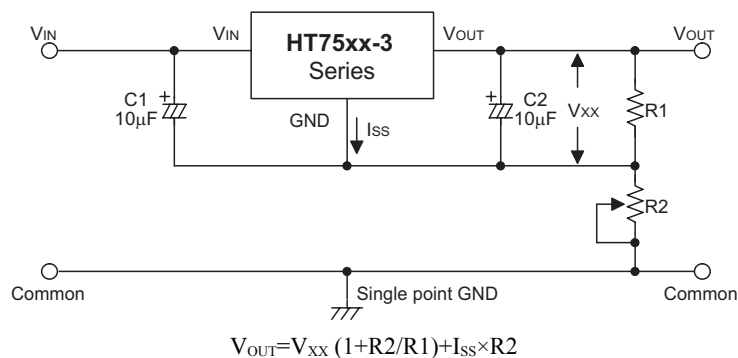 VIN
VIN
HT75xx-3
Series
VOUT
VOUT
C1
10μF
GND
ISS
C2
10μF
VXX
R1
R2
Common
Single point GND
Common
VOUT=VXX (1+R2/R1)+ISS×R2